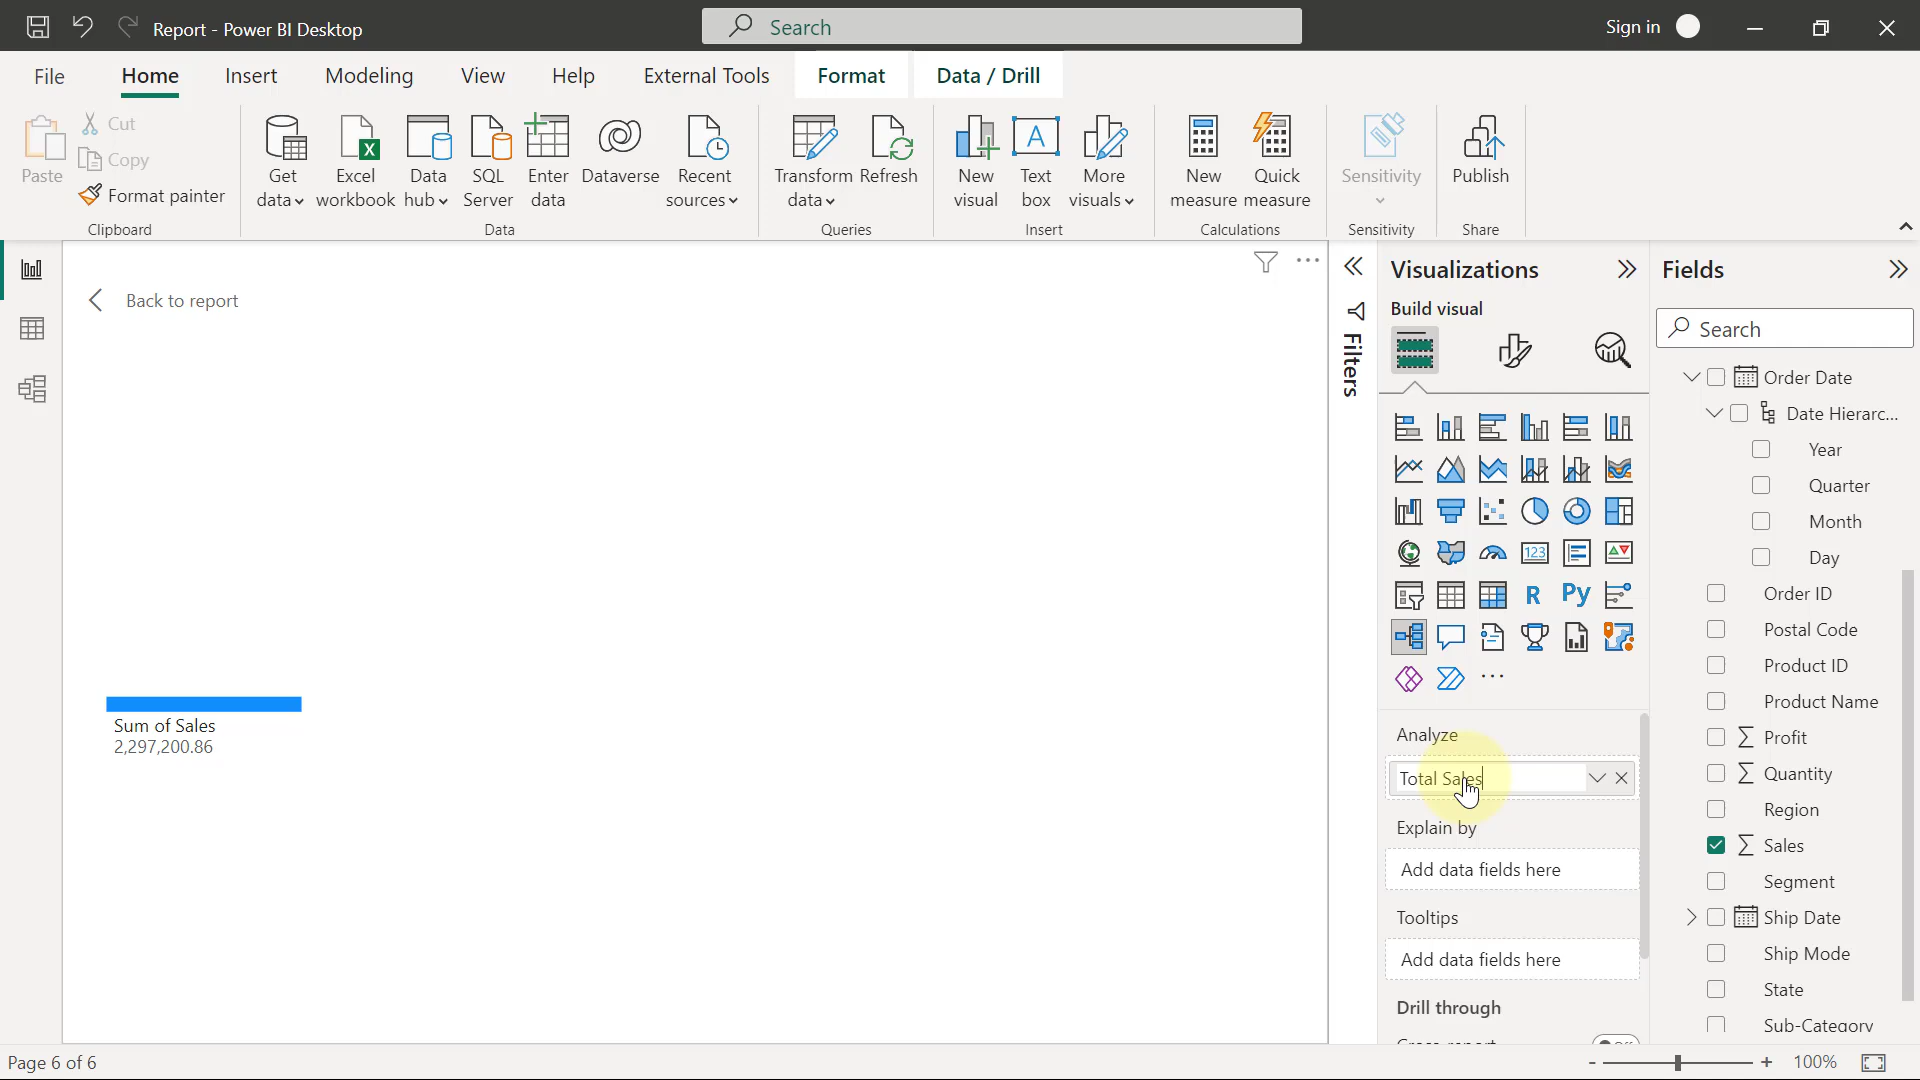 Report - Power BI Desktop
Search
Sign in
File
Home
Insert
Modeling
View
Help
External Tools
Format
Data / Drill
Paste
Cut
Copy
Format painter
Clipboard
Get data
Excel workbook
Data hub
SQL Server
Enter data
Dataverse
Recent sources
Data
Transform data
Refresh
Queries
New visual
Text box
More visuals
Insert
New measure
Quick measure
Calculations
Sensitivity
Sensitivity
Publish
Share
Back to report
Sum of Sales
2,297,200.86
Filters
Visualizations
Build visual
R
Py
123
Analyze
Total Sales
Explain by
Add data fields here
Tooltips
Add data fields here
Drill through
Fields
Search
Order Date
Date Hierarc...
Year
Quarter
Month
Day
Order ID
Postal Code
Product ID
Product Name
Profit
Quantity
Region
Sales
Segment
Ship Date
Ship Mode
State
Sub-Category
Page 6 of 6
- + 100%